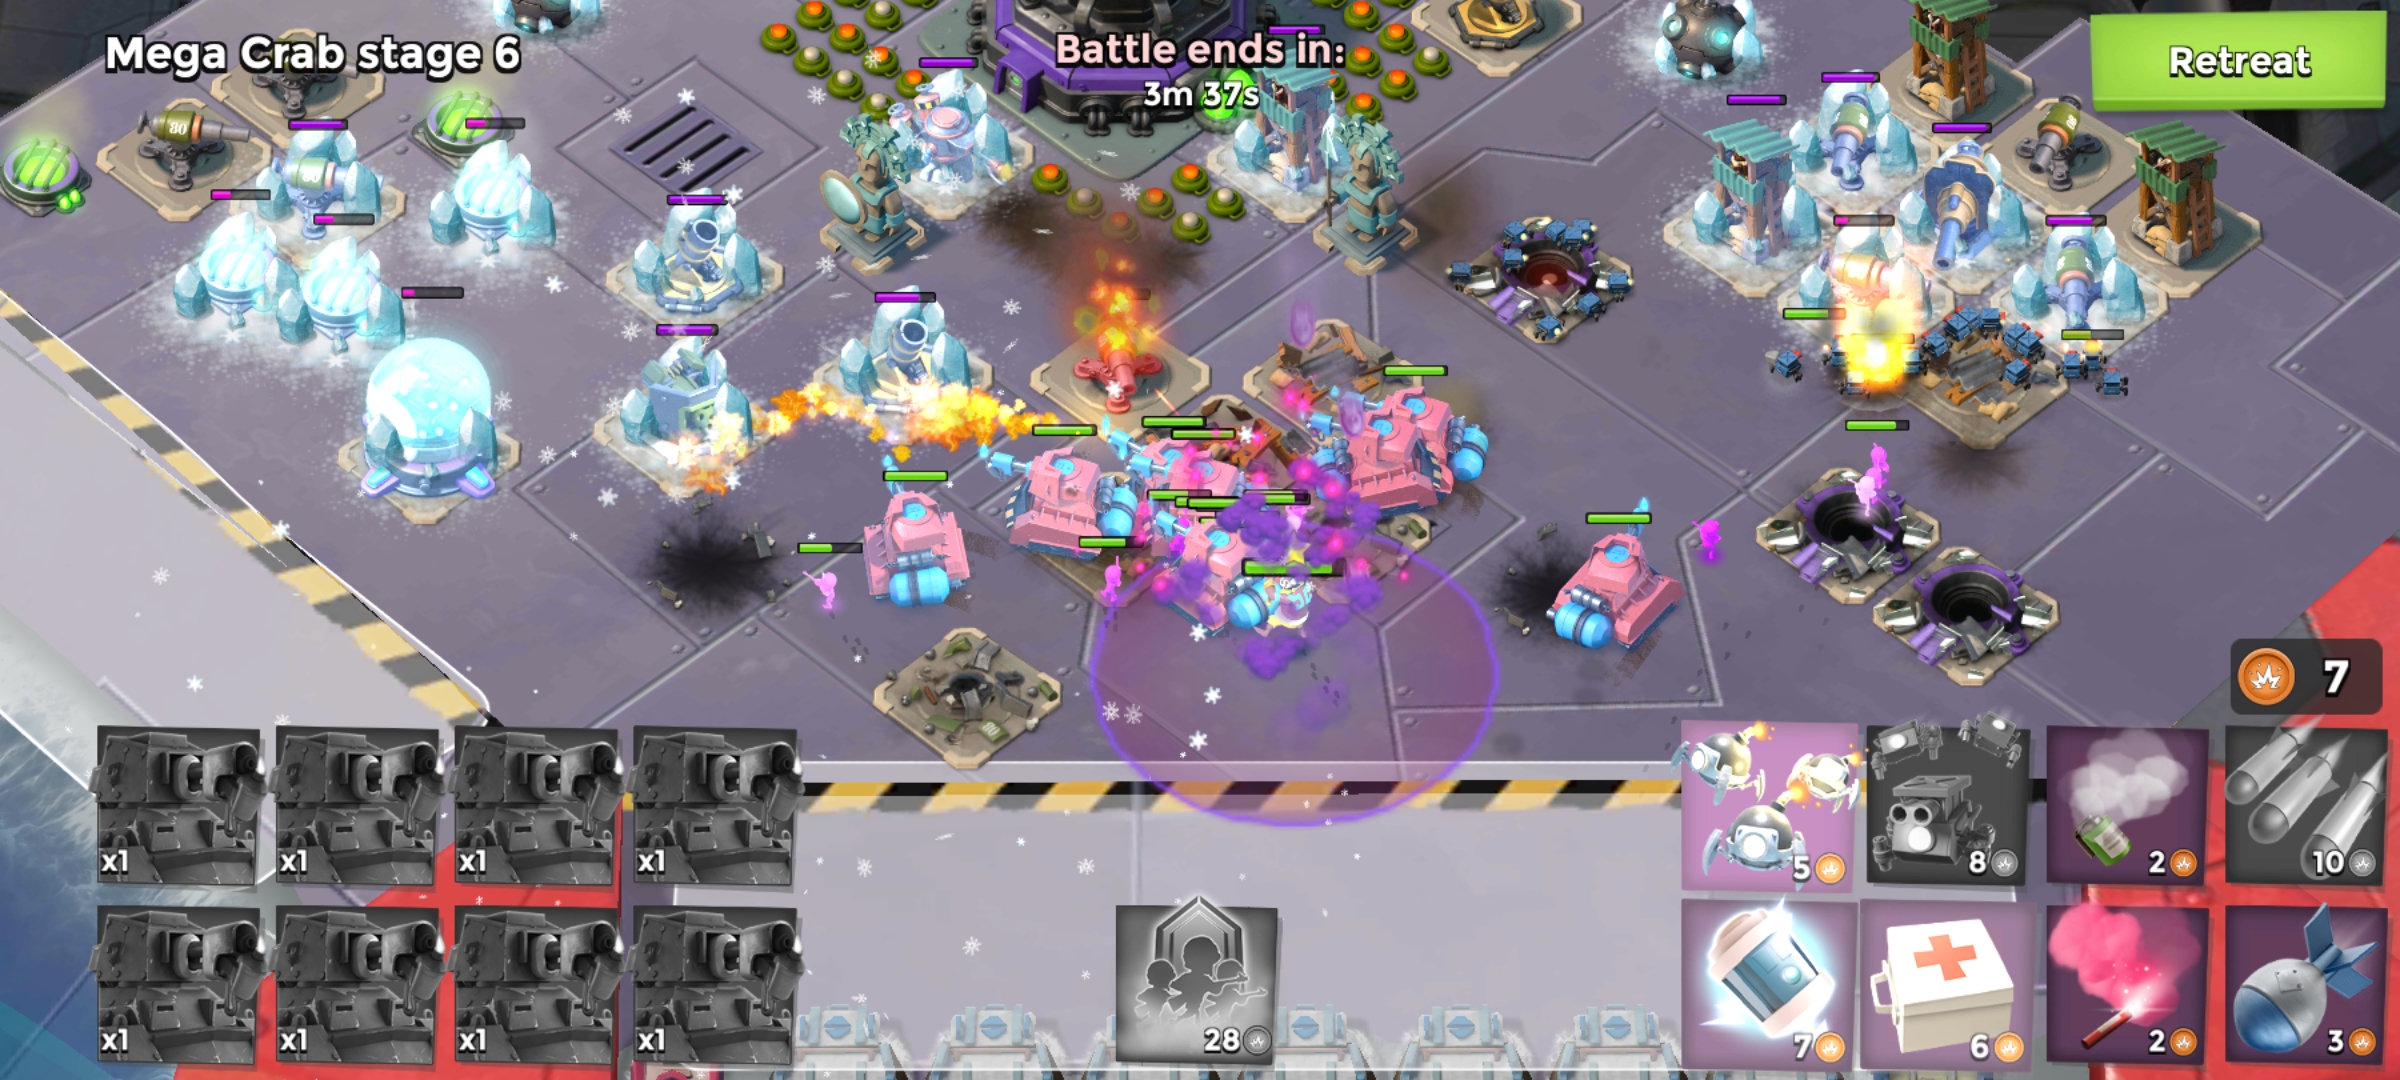 Mega Crab stage 6
Battle ends in:
3m 37s
Retreat
7
x1
x1
x1
x1
5
8
2
10
x1
x1
x1
x1
28
7
6
2
3